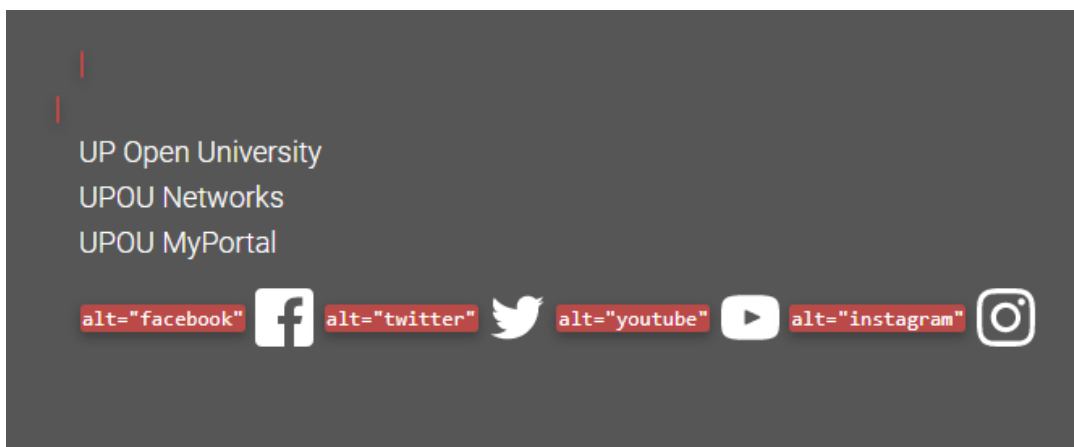 UP Open University
UPOU Networks
UPOU MyPortal
alt="facebook" alt="twitter" alt="youtube" alt="instagram"